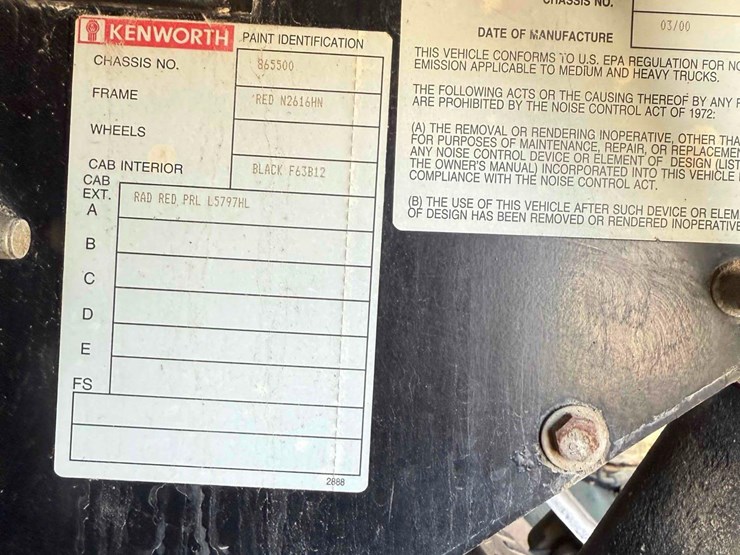 KENWORTH PAINT IDENTIFICATION
CHASSIS NO. 865500
FRAME RED N2616HN
WHEELS
CAB INTERIOR BLACK F63B12
CAB
EXT.
A RAD RED PRL L5797HL
B
C
D
E
FS
2888
CHASSIS NO.
DATE OF MANUFACTURE 03/00
THIS VEHICLE CONFORMS TO U.S. EPA REGULATION FOR
EMISSION APPLICABLE TO MEDIUM AND HEAVY TRUCKS.
THE FOLLOWING ACTS OR THE CAUSING THEREOF BY ANY
ARE PROHIBITED BY THE NOISE CONTROL ACT OF 1972:
(A) THE REMOVAL OR RENDERING INOPERATIVE, OTHER THA
FOR PURPOSES OF MAINTENANCE, REPAIR, OR REPLACEMEN
ANY NOISE CONTROL DEVICE OR ELEMENT OF DESIGN (LIST
THE OWNER'S MANUAL) INCORPORATED INTO THIS VEHICLE
COMPLIANCE WITH THE NOISE CONTROL ACT.
(B) THE USE OF THIS VEHICLE AFTER SUCH DEVICE OR ELEM
OF DESIGN HAS BEEN REMOVED OR RENDERED INOPERATIVE